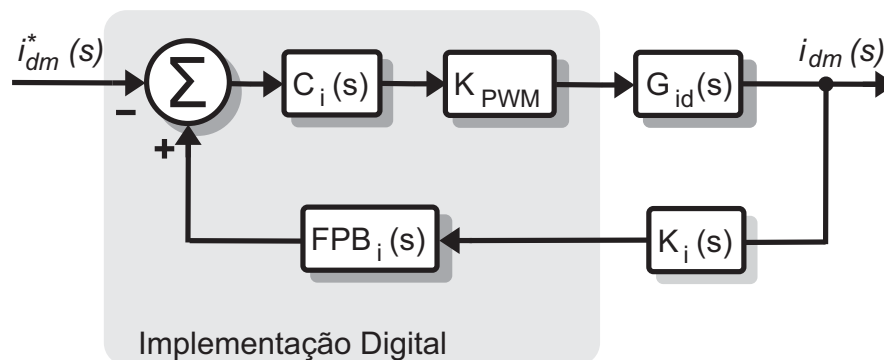 i*dm (s)
idm (s)
-
Σ
Ci(s)
KPWM
Gid(s)
+
FPBi(s)
Ki(s)
Implementação Digital